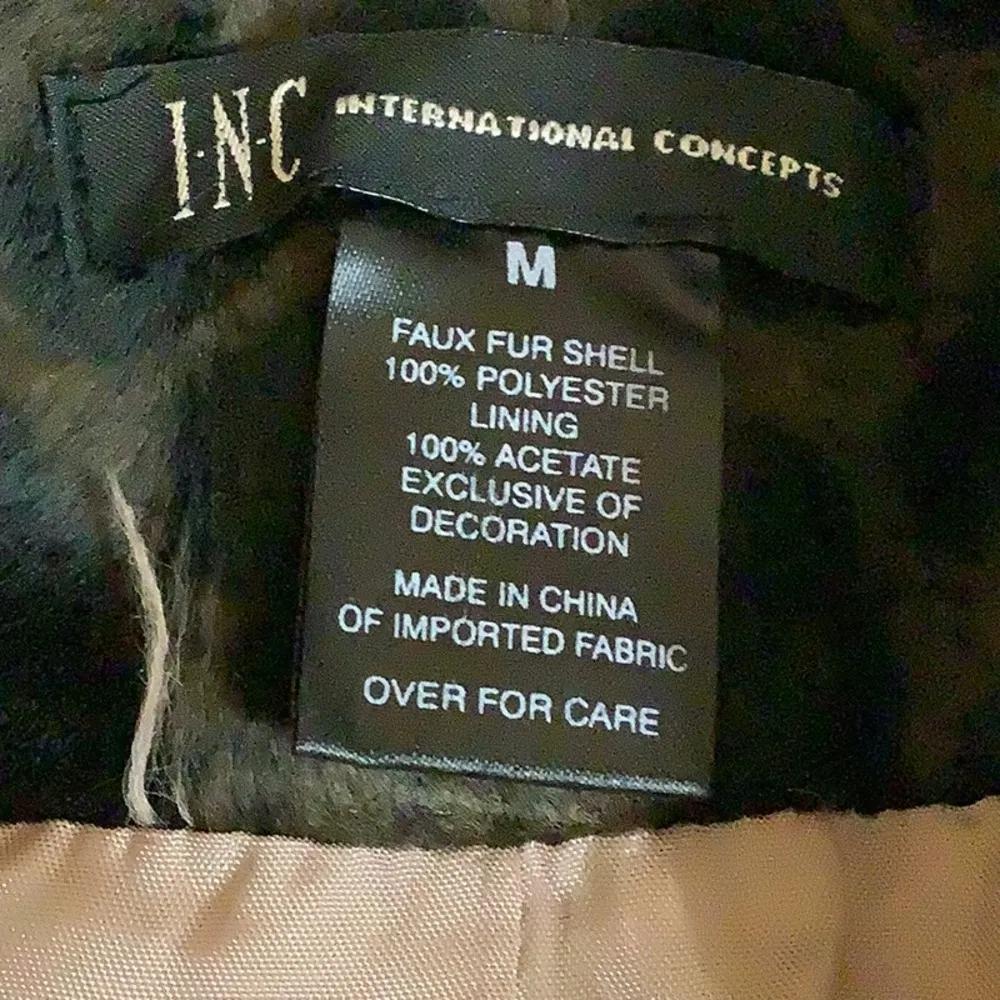 I·N·C INTERNATIONAL CONCEPTS
M
FAUX FUR SHELL
100% POLYESTER
LINING
100% ACETATE
EXCLUSIVE OF
DECORATION
MADE IN CHINA
OF IMPORTED FABRIC
OVER FOR CARE